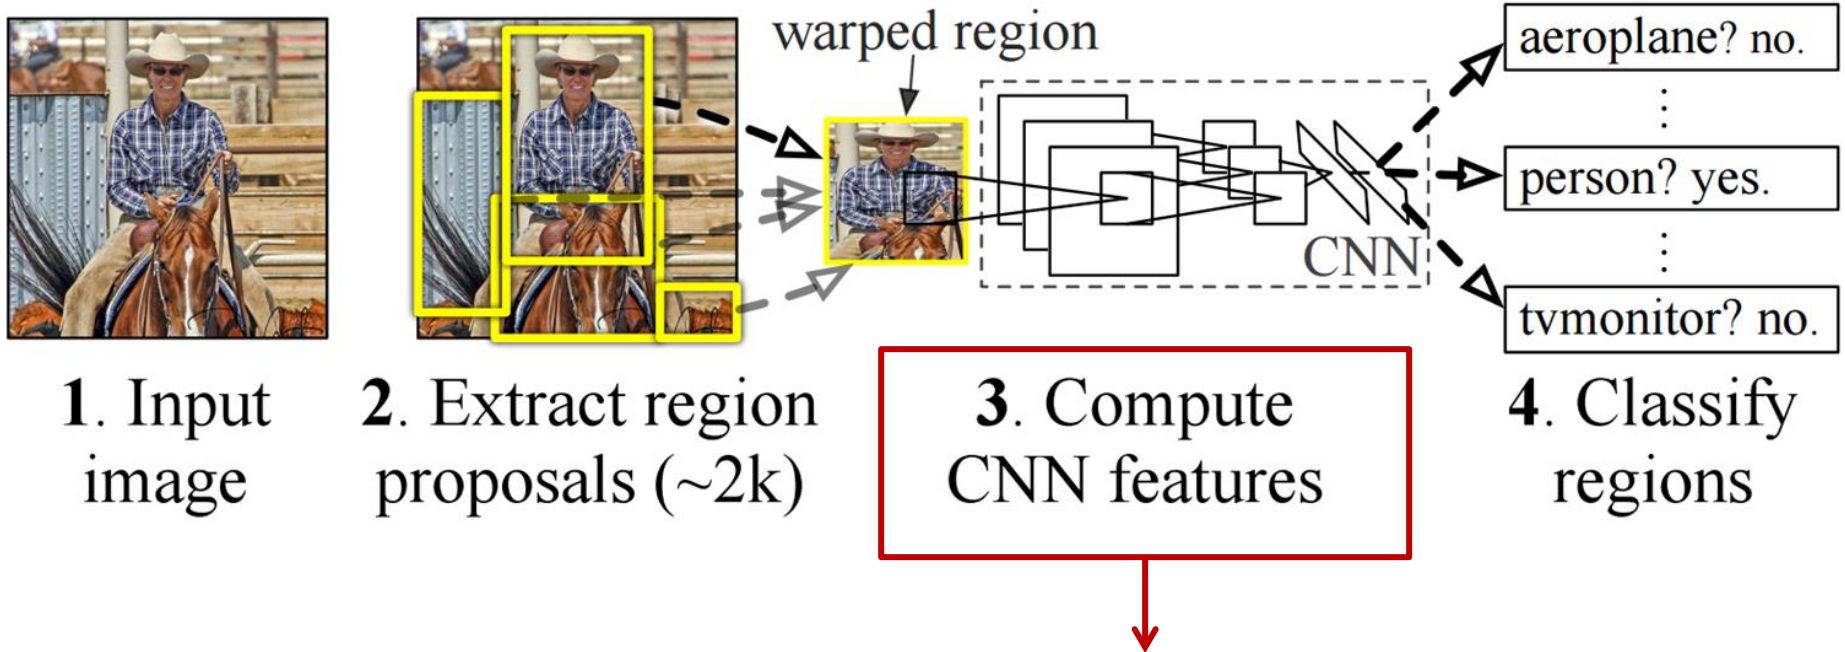 warped region
aeroplane? no.
person? yes.
CNN
tvmonitor? no.
1. Input
image
2. Extract region
proposals (~2k)
3. Compute
CNN features
4. Classify
regions